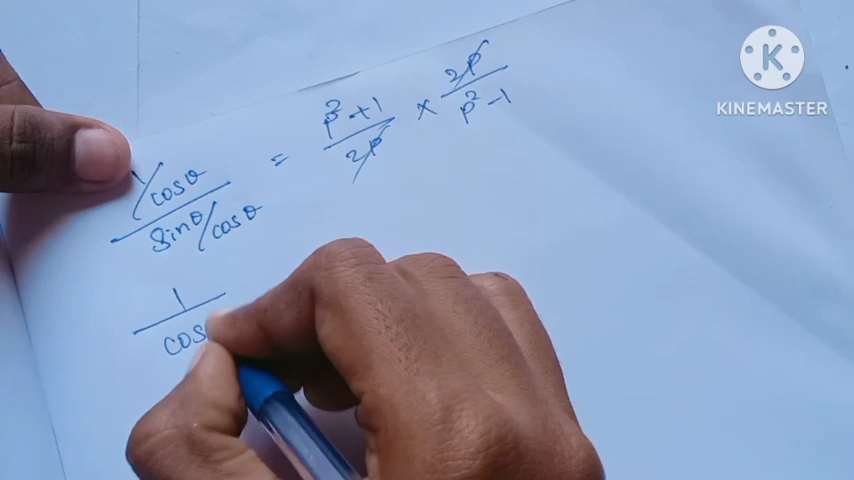 K
KINEMASTER
(1/cosθ)/(sinθ/cosθ) = (p²+1)/2p × 2p/(p²-1)
1/cos